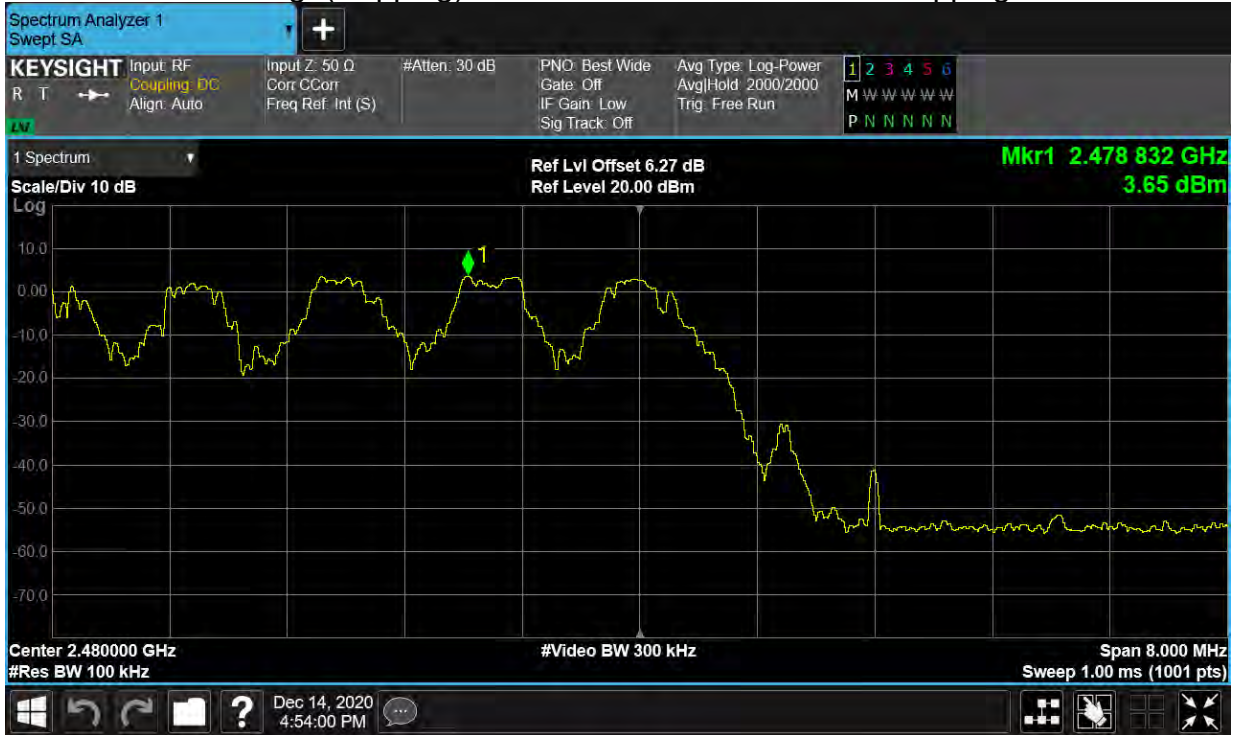 Spectrum Analyzer 1
Swept SA
+
KEYSIGHT
R T
LXI
Input: RF
Coupling: DC
Align: Auto
Input Z: 50 Ω
Corr CCorr
Freq Ref: Int (S)
#Atten: 30 dB
PNO: Best Wide
Gate: Off
IF Gain: Low
Sig Track: Off
Avg Type: Log-Power
Avg|Hold: 2000/2000
Trig: Free Run
1 2 3 4 5 6
M W W W W W
P N N N N N
1 Spectrum
Scale/Div 10 dB
Log
Ref Lvl Offset 6.27 dB
Ref Level 20.00 dBm
Mkr1 2.478 832 GHz
3.65 dBm
1
10.0
0.00
-10.0
-20.0
-30.0
-40.0
-50.0
-60.0
-70.0
Center 2.480000 GHz
#Res BW 100 kHz
#Video BW 300 kHz
Span 8.000 MHz
Sweep 1.00 ms (1001 pts)
?
Dec 14, 2020
4:54:00 PM